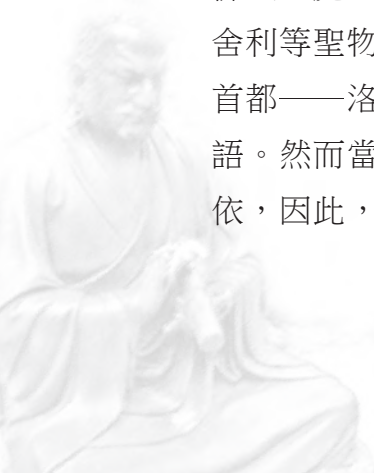 舍利等聖物
首都——洛
語。然而當
依，因此，